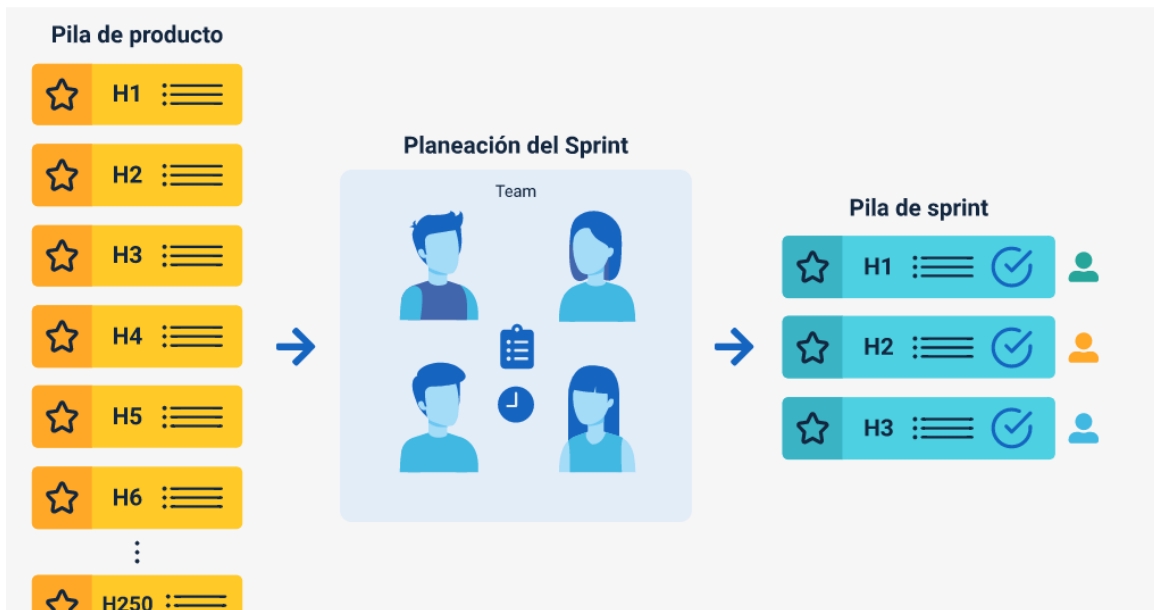 Pila de producto
H1
H2
H3
H4
H5
H6
H250
Planeación del Sprint
Team
Pila de sprint
H1
H2
H3